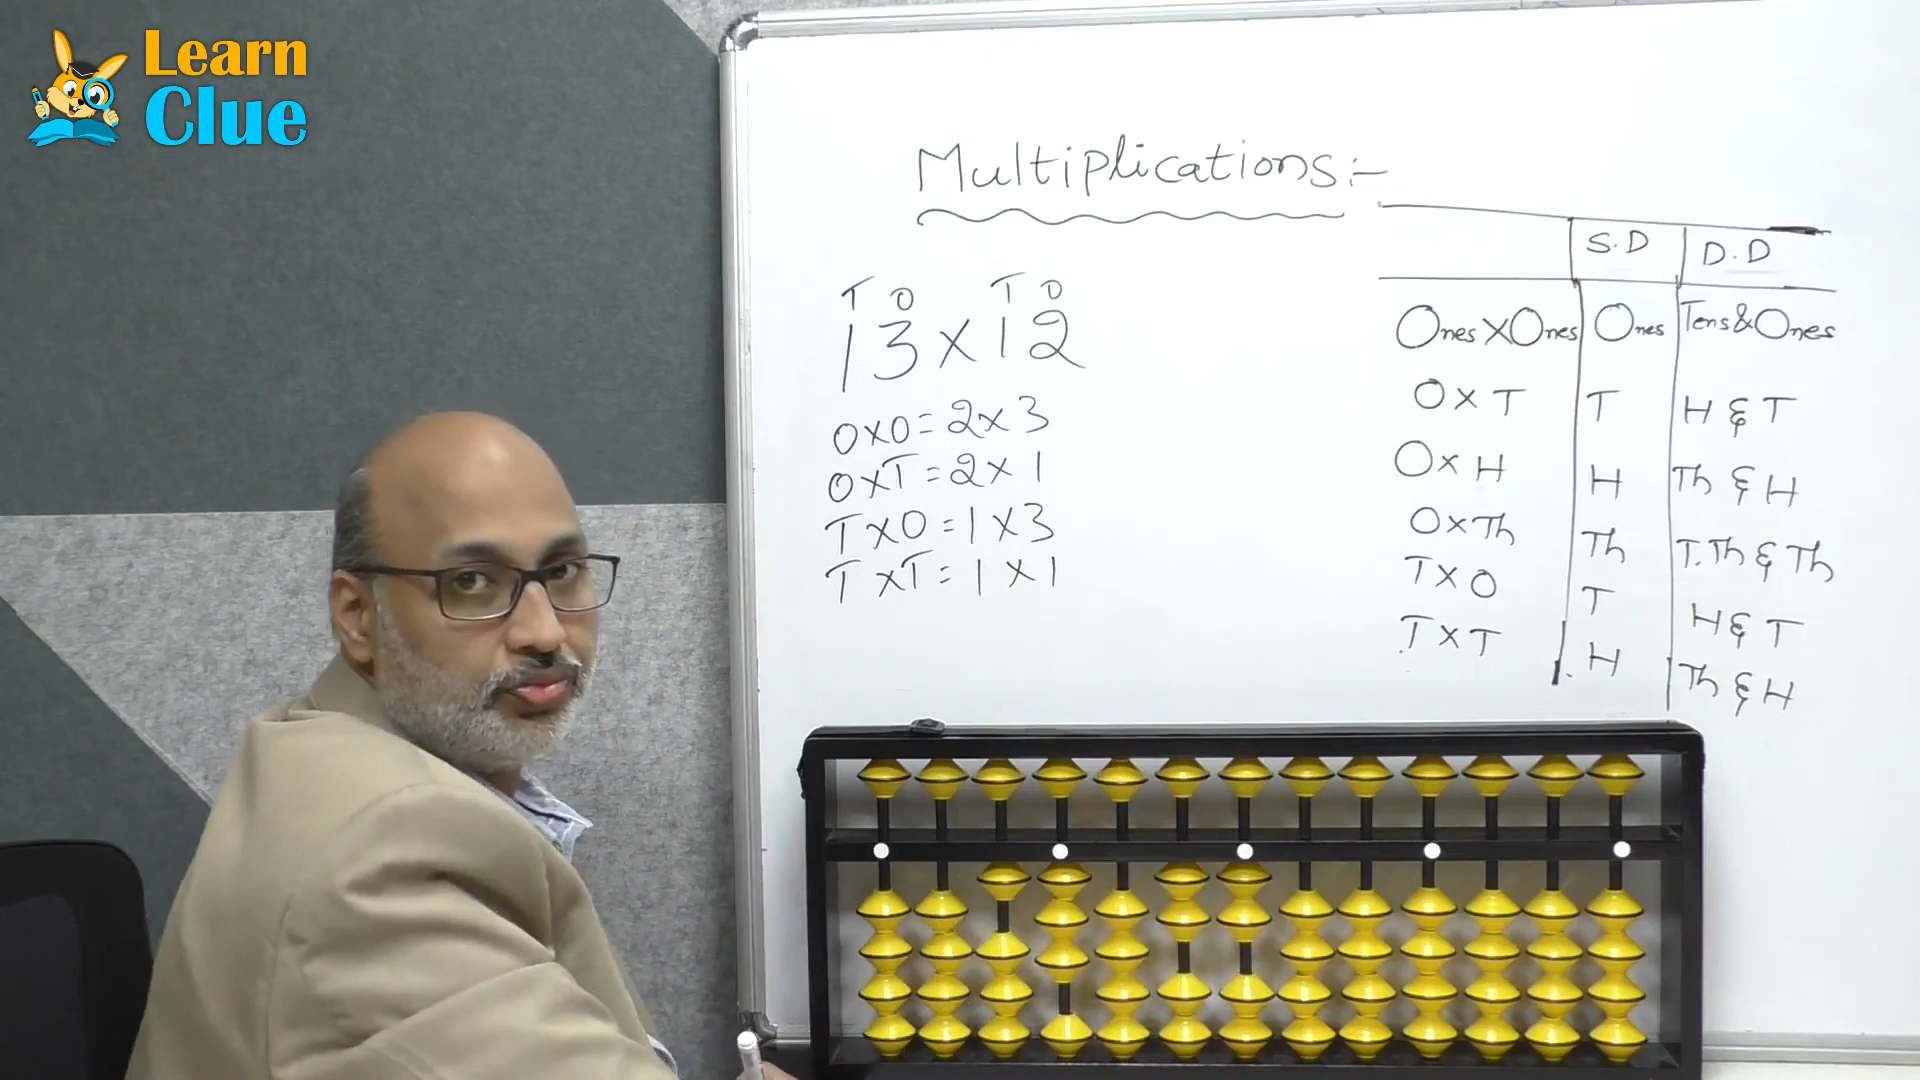 Learn
Clue
Multiplications:-
T O T O
13×12
O×O=2×3
O×T=2×1
T×O=1×3
T×T=1×1
S.D D.D
Ones×Ones Ones Tens&Ones
O×T T H & T
O×H H Th & H
O×Th Th T.Th & Th
T×O T H & T
T×T H Th & H